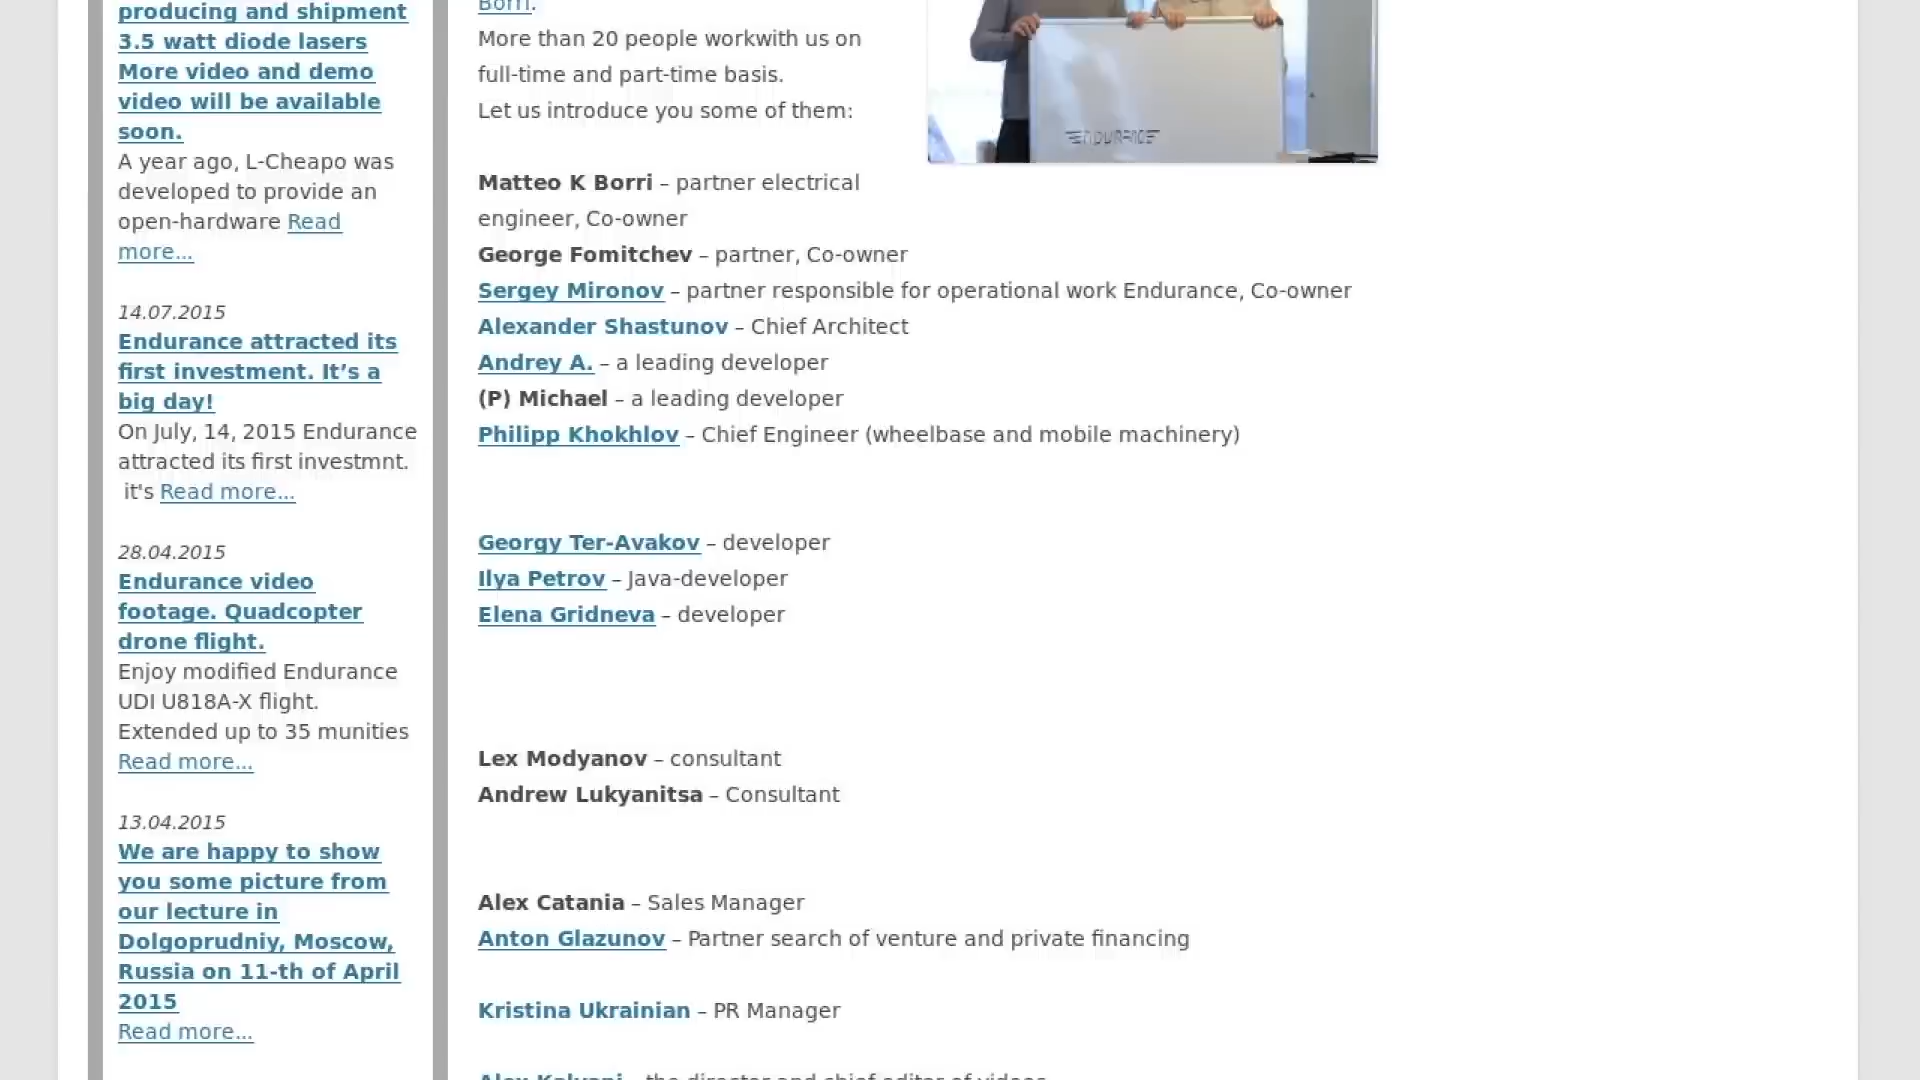 producing and shipment
3.5 watt diode lasers
More video and demo
video will be available
soon.
A year ago, L-Cheapo was
developed to provide an
open-hardware Read
more...
14.07.2015
Endurance attracted its
first investment. It’s a
big day!
On July, 14, 2015 Endurance
attracted its first investmnt.
it's Read more...
28.04.2015
Endurance video
footage. Quadcopter
drone flight.
Enjoy modified Endurance
UDI U818A-X flight.
Extended up to 35 munities
Read more...
13.04.2015
We are happy to show
you some picture from
our lecture in
Dolgoprudniy, Moscow,
Russia on 11-th of April
2015
Read more...
Borri.
More than 20 people workwith us on
full-time and part-time basis.
Let us introduce you some of them:
Matteo K Borri – partner electrical
engineer, Co-owner
George Fomitchev – partner, Co-owner
Sergey Mironov – partner responsible for operational work Endurance, Co-owner
Alexander Shastunov – Chief Architect
Andrey A. – a leading developer
(P) Michael – a leading developer
Philipp Khokhlov – Chief Engineer (wheelbase and mobile machinery)
Georgy Ter-Avakov – developer
Ilya Petrov – Java-developer
Elena Gridneva – developer
Lex Modyanov – consultant
Andrew Lukyanitsa – Consultant
Alex Catania – Sales Manager
Anton Glazunov – Partner search of venture and private financing
Kristina Ukrainian – PR Manager
Alex Kalyani – the director and chief editor of videos
ENDURANCE